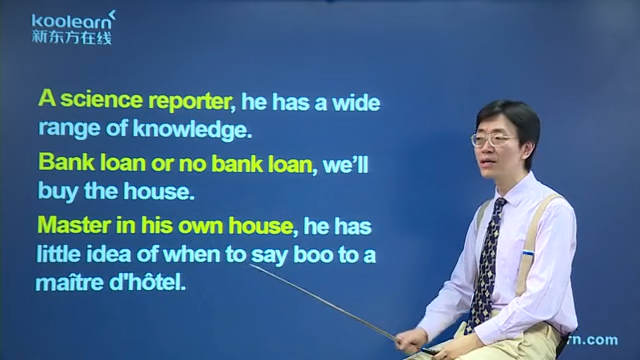 koolearn
新东方在线
A science reporter, he has a wide
range of knowledge.
Bank loan or no bank loan, we'll
buy the house.
Master in his own house, he has
little idea of when to say boo to a
maître d'hôtel.
rn.com